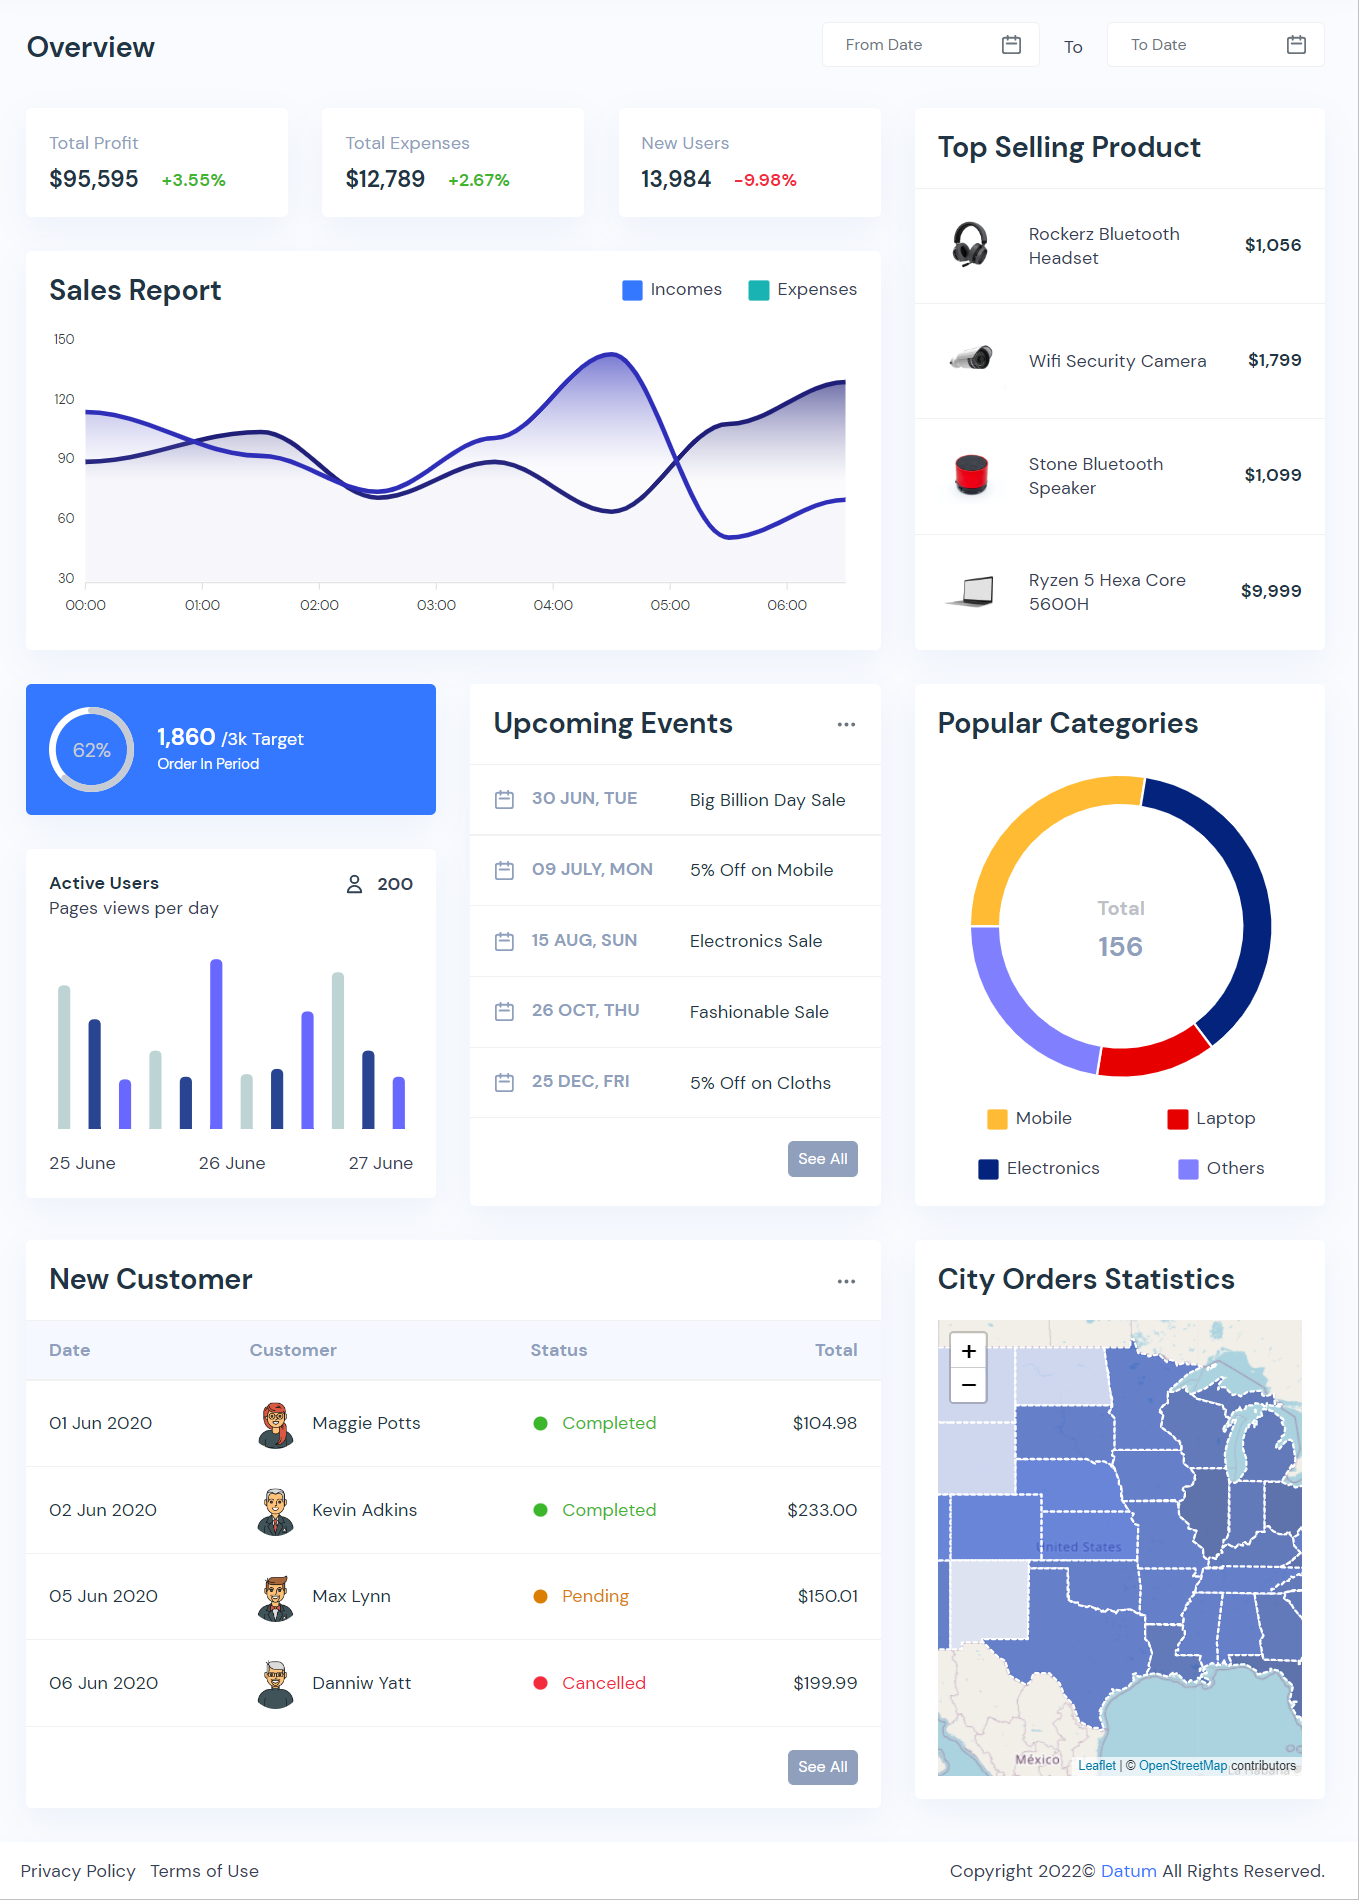 Overview
From Date
To
To Date
Total Profit
$95,595 +3.55%
Total Expenses
$12,789 +2.67%
New Users
13,984 -9.98%
Sales Report
Incomes
Expenses
150
120
90
60
30
00:00 01:00 02:00 03:00 04:00 05:00 06:00
Top Selling Product
Rockerz Bluetooth
Headset
$1,056
Wifi Security Camera
$1,799
Stone Bluetooth
Speaker
$1,099
Ryzen 5 Hexa Core
5600H
$9,999
62%
1,860 /3k Target
Order In Period
Active Users
200
Pages views per day
25 June 26 June 27 June
Upcoming Events
30 JUN, TUE Big Billion Day Sale
09 JULY, MON 5% Off on Mobile
15 AUG, SUN Electronics Sale
26 OCT, THU Fashionable Sale
25 DEC, FRI 5% Off on Cloths
See All
Popular Categories
Total
156
Mobile
Laptop
Electronics
Others
New Customer
Date Customer Status Total
01 Jun 2020 Maggie Potts Completed $104.98
02 Jun 2020 Kevin Adkins Completed $233.00
05 Jun 2020 Max Lynn Pending $150.01
06 Jun 2020 Danniw Yatt Cancelled $199.99
See All
City Orders Statistics
+
−
United States
México
Leaflet | © OpenStreetMap contributors
Privacy Policy Terms of Use
Copyright 2022© Datum All Rights Reserved.